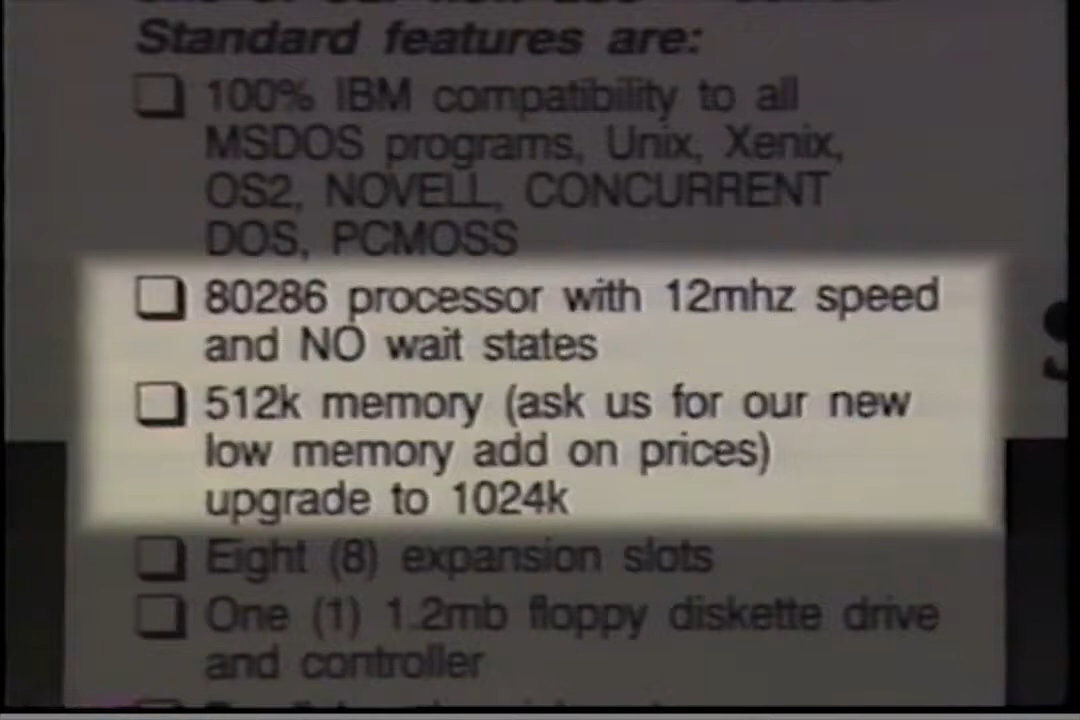 Standard features are:
❑ 100% IBM compatibility to all
MSDOS programs, Unix, Xenix,
OS2, NOVELL, CONCURRENT
DOS, PCMOSS
❑ 80286 processor with 12mhz speed
and NO wait states
❑ 512k memory (ask us for our new
low memory add on prices)
upgrade to 1024k
❑ Eight (8) expansion slots
❑ One (1) 1.2mb floppy diskette drive
and controller